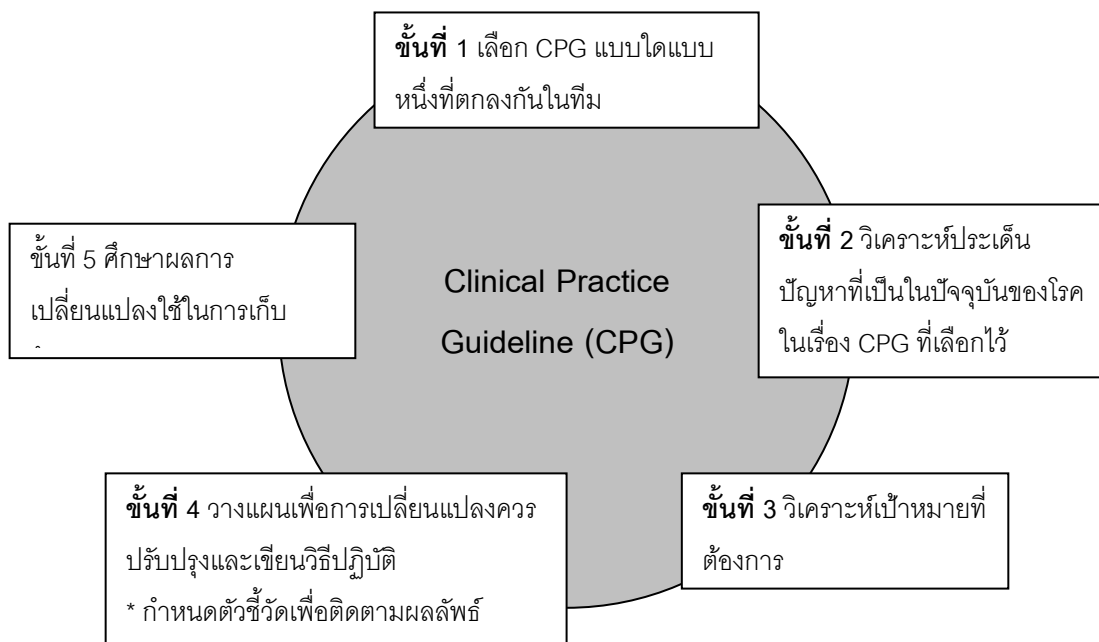 ขั้นที่ 1 เลือก CPG แบบใดแบบ
หนึ่งที่ตกลงกันในทีม
ขั้นที่ 2 วิเคราะห์ประเด็น
ปัญหาที่เป็นในปัจจุบันของโรค
ในเรื่อง CPG ที่เลือกไว้
ขั้นที่ 3 วิเคราะห์เป้าหมายที่
ต้องการ
ขั้นที่ 4 วางแผนเพื่อการเปลี่ยนแปลงควร
ปรับปรุงและเขียนวิธีปฏิบัติ
* กำหนดตัวชี้วัดเพื่อติดตามผลลัพธ์
ขั้นที่ 5 ศึกษาผลการ
เปลี่ยนแปลงใช้ในการเก็บ
Clinical Practice
Guideline (CPG)